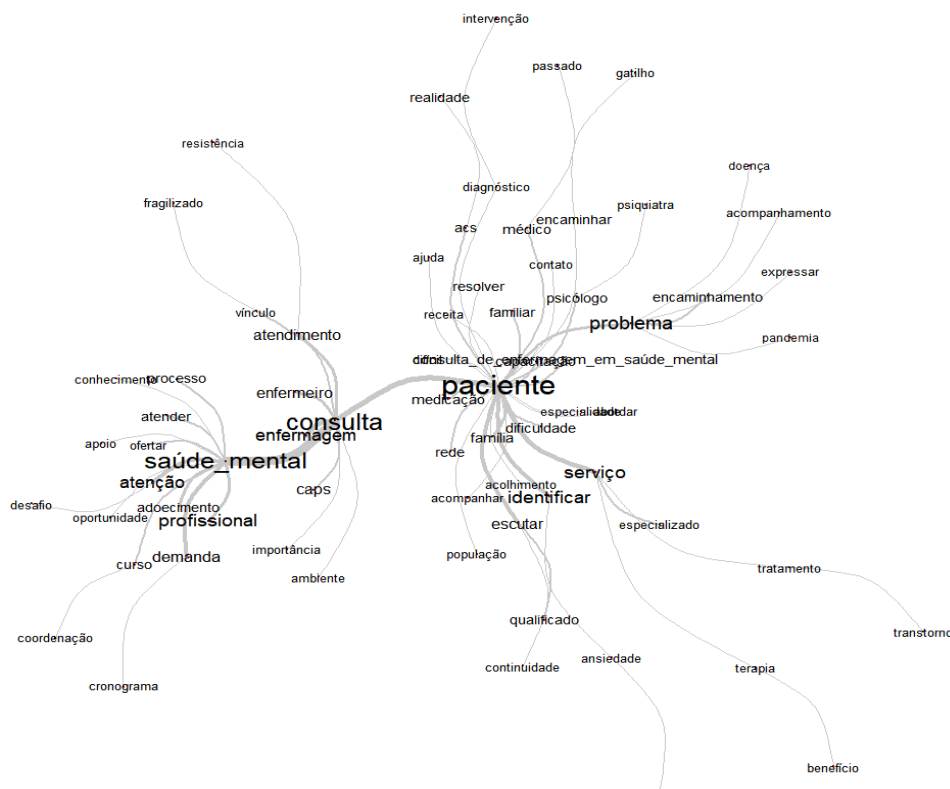 intervenção
passado
gatilho
realidade
resistência
doença
diagnóstico
fragilizado
psiquiatra
acompanhamento
encaminhar
acs
médico
ajuda
contato
expressar
resolver
psicólogo
encaminhamento
vínculo
receita
familiar
problema
atendimento
pandemia
consulta_de_enfermagem_em_saúde_mental
capacitação
conhecimento
processo
paciente
enfermeiro
medicação
atender
especialidade
abordar
consulta
dificuldade
enfermagem
família
apoio
ofertar
rede
saúde_mental
serviço
atenção
acolhimento
caps
identificar
acompanhar
desafio
adoecimento
oportunidade
profissional
escutar
especializado
importância
população
demanda
curso
tratamento
ambiente
qualificado
transtorno
coordenação
ansiedade
continuidade
terapia
cronograma
benefício